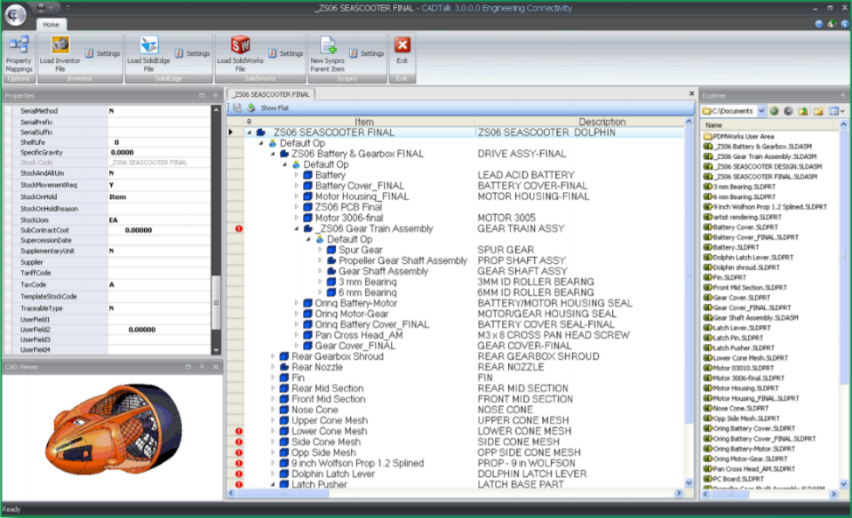 _ZS06 SEASCOOTER FINAL - CADTalk 3.0.0.0 Engineering Connectivity
Home
Property Mappings
Load Inventor File
Settings
Load SolidEdge File
Settings
Load SolidWorks File
Settings
New Syspro Parent Item
Settings
Exit
Options
Inventor
SolidEdge
SolidWorks
Syspro
Exit
Properties
SerialMethod N
SerialPrefix
SerialSuffix
ShelfLife 0
SpecificGravity 0.0000
Stock Code _ZS06 SEASCOOTER FINAL
StockAndAltUm N
StockMovementReq Y
StockOnHold Item
StockOnHoldReason
StockUom EA
SubContractCost 0.00000
SupercessionDate
SupplementaryUnit N
Supplier
TariffCode
TaxCode A
TemplateStockCode
TraceableType N
UserField1
UserField2 0.00000
UserField3
UserField4
CAD Viewer
_ZS06 SEASCOOTER FINAL
Show Flat
Item Description
_ZS06 SEASCOOTER FINAL ZS06 SEASCOOTER DOLPHIN
Default Op
ZS06 Battery & Gearbox FINAL DRIVE ASSY-FINAL
Default Op
Battery LEAD ACID BATTERY
Battery Cover_FINAL BATTERY COVER-FINAL
Motor Housing_FINAL MOTOR HOUSING-FINAL
ZS06 PCB Final
Motor 3006-final MOTOR 3005
_ZS06 Gear Train Assembly GEAR TRAIN ASSY
Default Op
Spur Gear SPUR GEAR
Propeller Gear Shaft Assembly PROP SHAFT ASSY
Gear Shaft Assembly GEAR SHAFT ASSY
3 mm Bearing 3MM ID ROLLER BEARNG
6 mm Bearing 6MM ID ROLLER BEARNG
Oring Battery-Motor BATTERY/MOTOR HOUSING SEAL
Oring Motor-Gear MOTOR/GEAR HOUSING SEAL
Oring Battery Cover_FINAL BATTERY COVER SEAL-FINAL
Pan Cross Head_AM M3 x 8 CROSS PAN HEAD SCREW
Gear Cover_FINAL GEAR COVER-FINAL
Rear Gearbox Shroud REAR GEARBOX SHROUD
Rear Nozzle REAR NOZZLE
Fin FIN
Rear Mid Section REAR MID SECTION
Front Mid Section FRONT MID SECTION
Nose Cone NOSE CONE
Upper Cone Mesh UPPER CONE MESH
Lower Cone Mesh LOWER CONE MESH
Side Cone Mesh SIDE CONE MESH
Opp Side Mesh OPP SIDE CONE MESH
9 inch Wolfson Prop 1.2 Splined PROP - 9 in WOLFSON
Dolphin Latch Lever DOLPHIN LATCH LEVER
Latch Pusher LATCH BASE PART
Explorer
C:\Documents
Name
PDMWorks User Area
_ZS06 Battery & Gearbox.SLDASM
_ZS06 Gear Train Assembly.SLDASM
_ZS06 SEASCOOTER DESIGN.SLDASM
_ZS06 SEASCOOTER FINAL.SLDASM
3 mm Bearing.SLDPRT
6 mm Bearing.SLDPRT
9 inch Wolfson Prop 1.2 Splined.SLDPRT
artist rendering.SLDPRT
Battery Cover.SLDPRT
Battery Cover_FINAL.SLDPRT
Battery.SLDPRT
Dolphin Latch Lever.SLDPRT
Dolphin shroud.SLDPRT
Fin.SLDPRT
Front Mid Section.SLDPRT
Gear Cover.SLDPRT
Gear Cover_FINAL.SLDPRT
Gear Shaft Assembly.SLDASM
Latch Lever.SLDPRT
Latch Pin.SLDPRT
Latch Pusher.SLDPRT
Lower Cone Mesh.SLDPRT
Motor 03010.SLDPRT
Motor 3006-final.SLDPRT
Motor Housing.SLDPRT
Motor Housing_FINAL.SLDPRT
Nose Cone.SLDPRT
Opp Side Mesh.SLDPRT
Oring Battery Cover.SLDPRT
Oring Battery Cover_FINAL.SLDPRT
Oring Battery-Motor.SLDPRT
Oring Motor-Gear.SLDPRT
Pan Cross Head_AM.SLDPRT
PC Board.SLDPRT
Propeller Gear Shaft Assembly.SLDASM
Ready